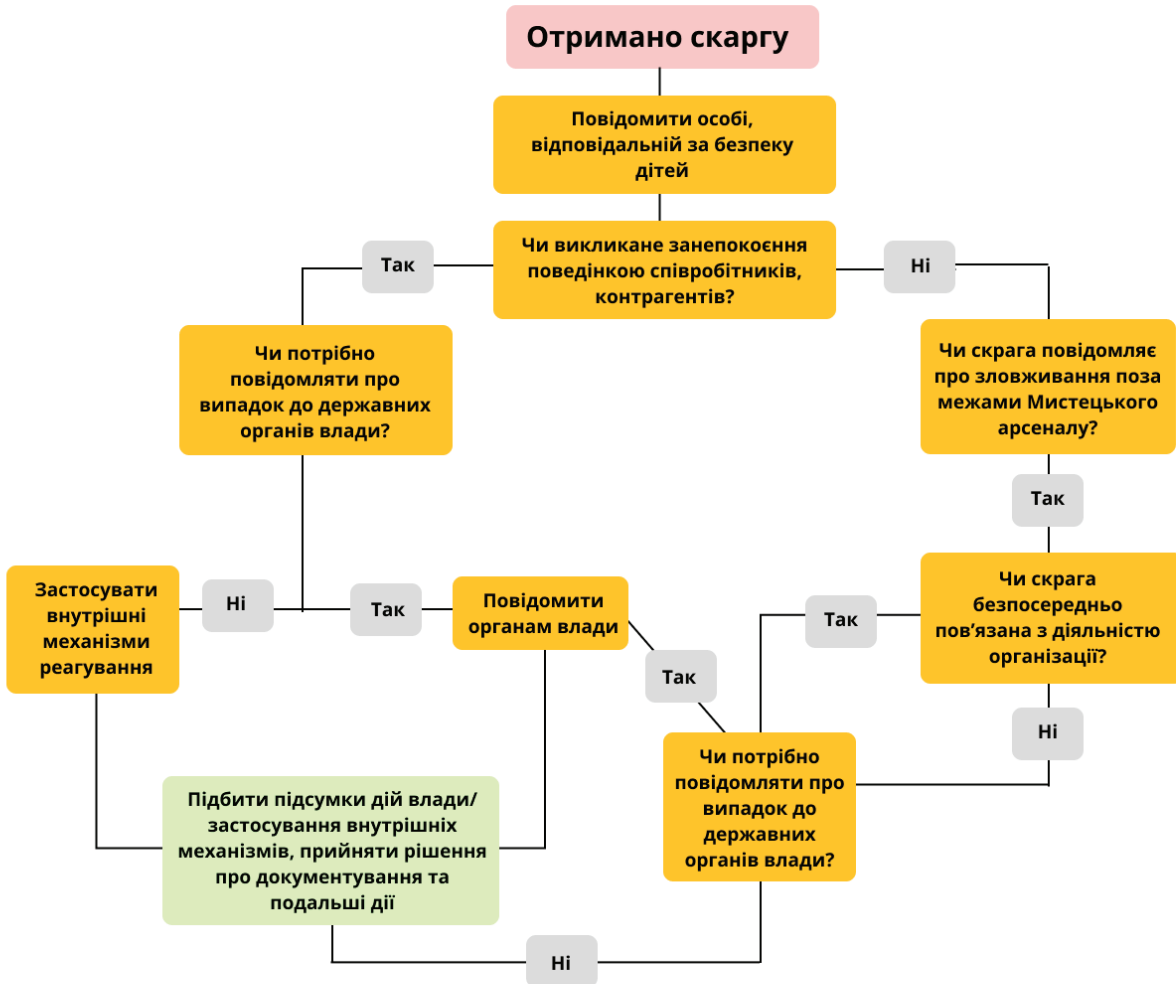 Отримано скаргу
Повідомити особі,
відповідальній за безпеку
дітей
Чи викликане занепокоєння
поведінкою співробітників,
контрагентів?
Так
Ні
Чи потрібно
повідомляти про
випадок до державних
органів влади?
Чи скрага повідомляє
про зловживання поза
межами Мистецького
арсеналу?
Так
Застосувати
внутрішні
механізми
реагування
Ні
Так
Повідомити
органам влади
Так
Чи скрага
безпосередньо
пов’язана з діяльністю
організації?
Так
Ні
Чи потрібно
повідомляти про
випадок до
державних
органів влади?
Підбити підсумки дій влади/
застосування внутрішніх
механізмів, прийняти рішення
про документування та
подальші дії
Ні